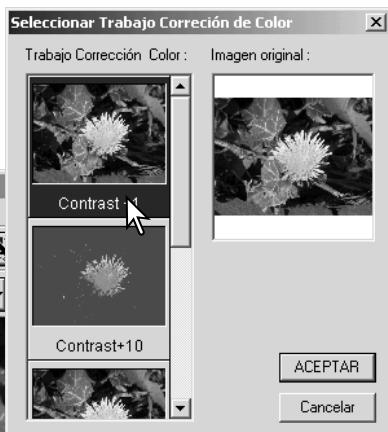 Seleccionar Trabajo Correción de Color
Trabajo Corrección Color :
Imagen original :
Contrast
Contrast+10
ACEPTAR
Cancelar